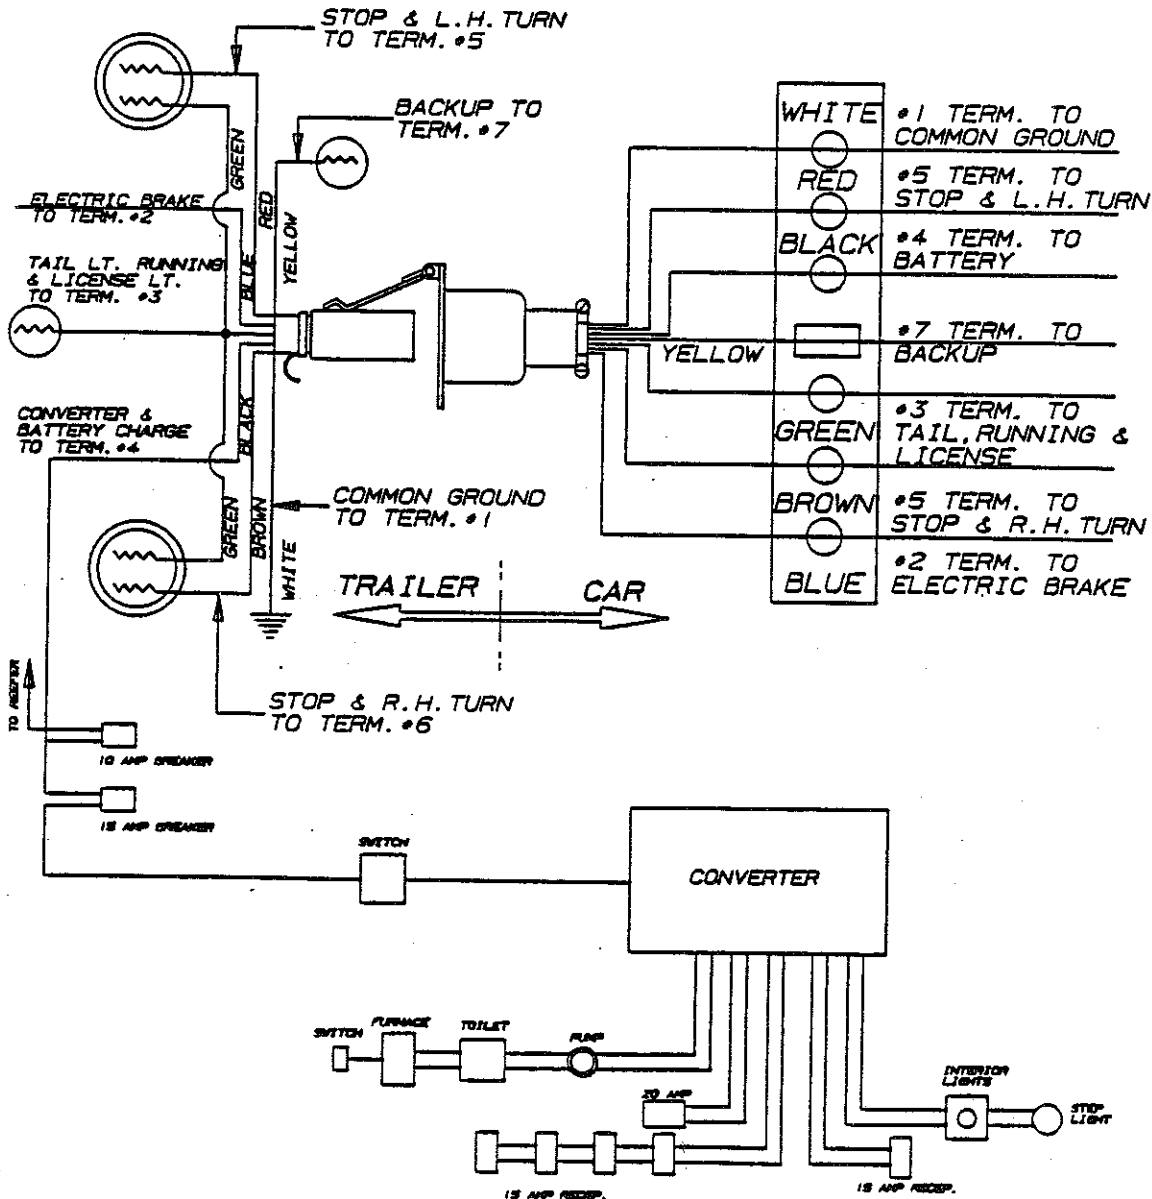 STOP & L.H. TURN
TO TERM. #5
BACKUP TO
TERM. #7
GREEN
RED
YELLOW
ELECTRIC BRAKE
TO TERM. #2
BLUE
TAIL LT. RUNNING
& LICENSE LT.
TO TERM. #3
CONVERTER &
BATTERY CHARGE
TO TERM. #4
BLACK
GREEN
BROWN
WHITE
COMMON GROUND
TO TERM. #1
STOP & R.H. TURN
TO TERM. #6
TRAILER
CAR
WHITE
#1 TERM. TO
COMMON GROUND
RED
#5 TERM. TO
STOP & L.H. TURN
BLACK
#4 TERM. TO
BATTERY
YELLOW
#7 TERM. TO
BACKUP
GREEN
#3 TERM. TO
TAIL, RUNNING &
LICENSE
BROWN
#5 TERM. TO
STOP & R.H. TURN
BLUE
#2 TERM. TO
ELECTRIC BRAKE
TO REEFER
10 AMP BREAKER
15 AMP BREAKER
SWITCH
CONVERTER
SWITCH
FURNACE
TOILET
PUMP
20 AMP
15 AMP RECEP.
15 AMP RECEP.
INTERIOR
LIGHTS
STEP
LIGHT